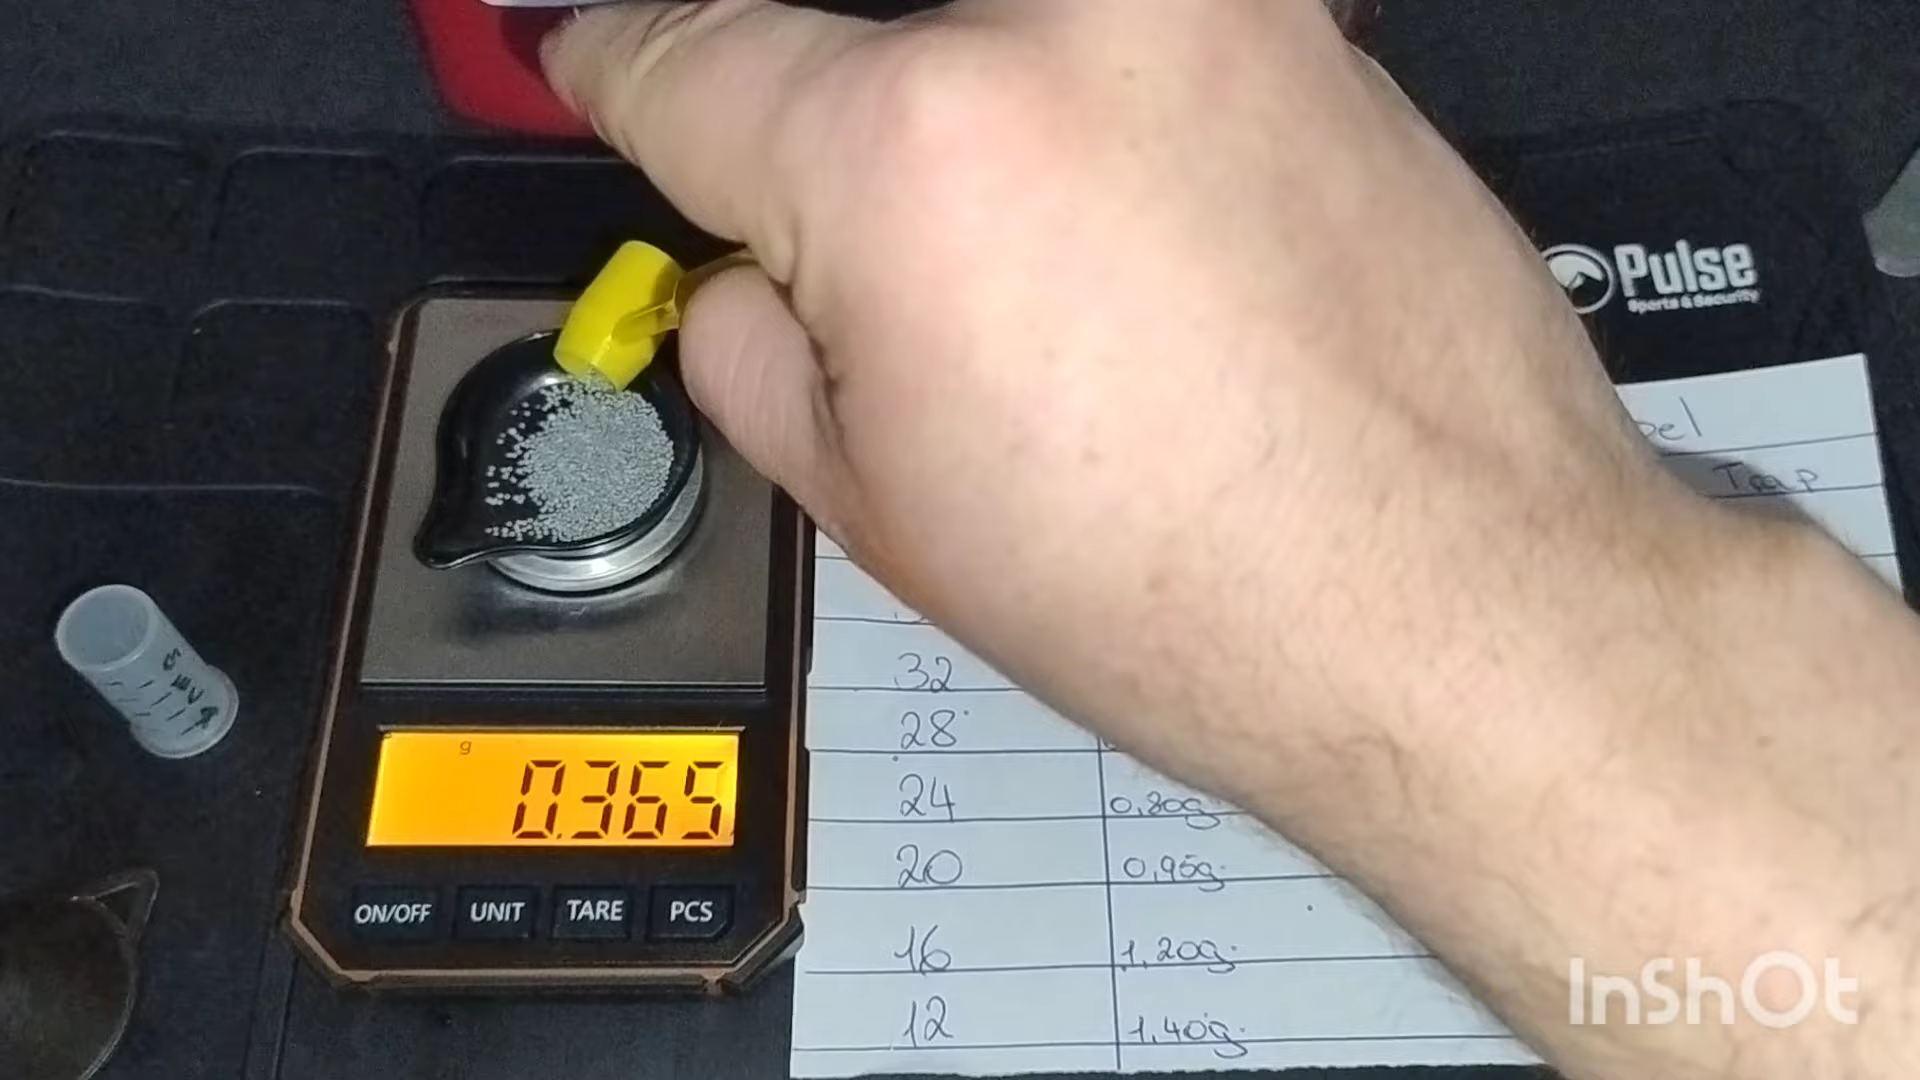 Pulse
Sports & Security
Trap
32
28
24 0,80g.
20 0,95g.
16 1.20g.
12 1.40g.
g
0.365
ON/OFF UNIT TARE PCS
InShOt